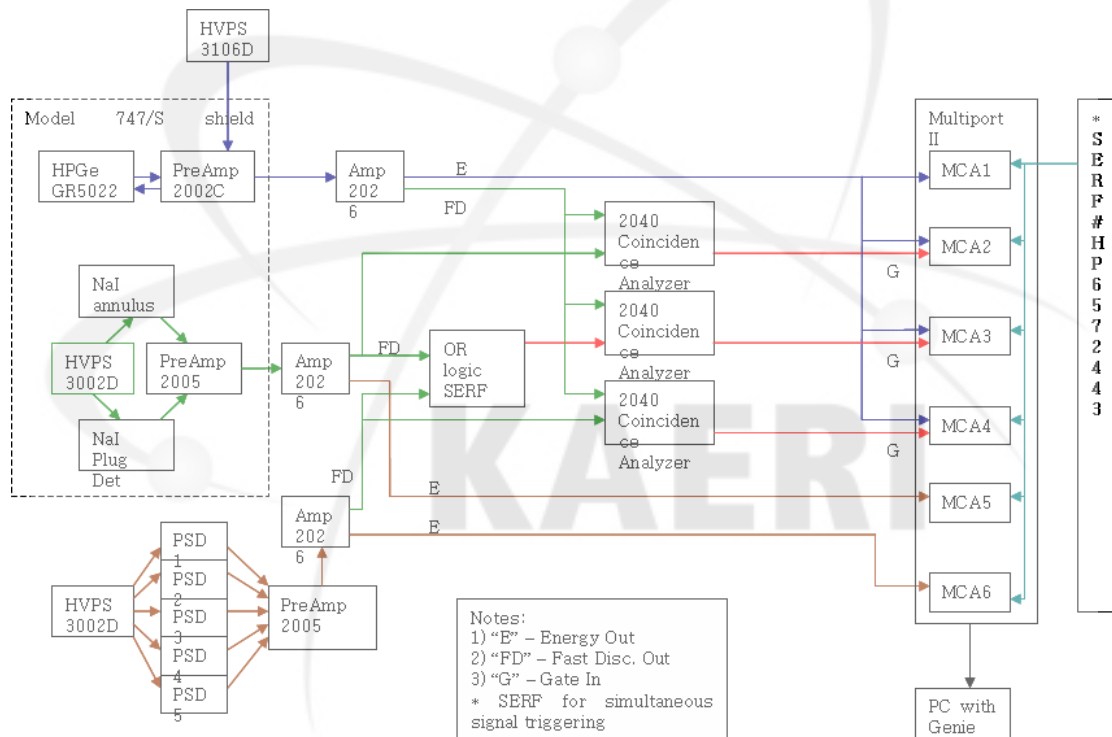 HVPS
3106D
Model 747/S shield
HPGe
GR5022
PreAmp
2002C
Amp
202
6
E
FD
2040
Coinciden
ce
Analyzer
2040
Coinciden
ce
Analyzer
2040
Coinciden
ce
Analyzer
NaI
annulus
HVPS
3002D
PreAmp
2005
NaI
Plug
Det
Amp
202
6
FD
OR
logic
SERF
FD
E
E
Amp
202
6
HVPS
3002D
PSD
1
PSD
2
PSD
3
PSD
4
PSD
5
PreAmp
2005
G
G
G
Multiport
II
MCA1
MCA2
MCA3
MCA4
MCA5
MCA6
*
S
E
R
F
#
H
P
6
5
7
2
4
4
3
KAERI
Notes:
1) “E” – Energy Out
2) “FD” – Fast Disc. Out
3) “G” – Gate In
* SERF for simultaneous
signal triggering
PC with
Genie